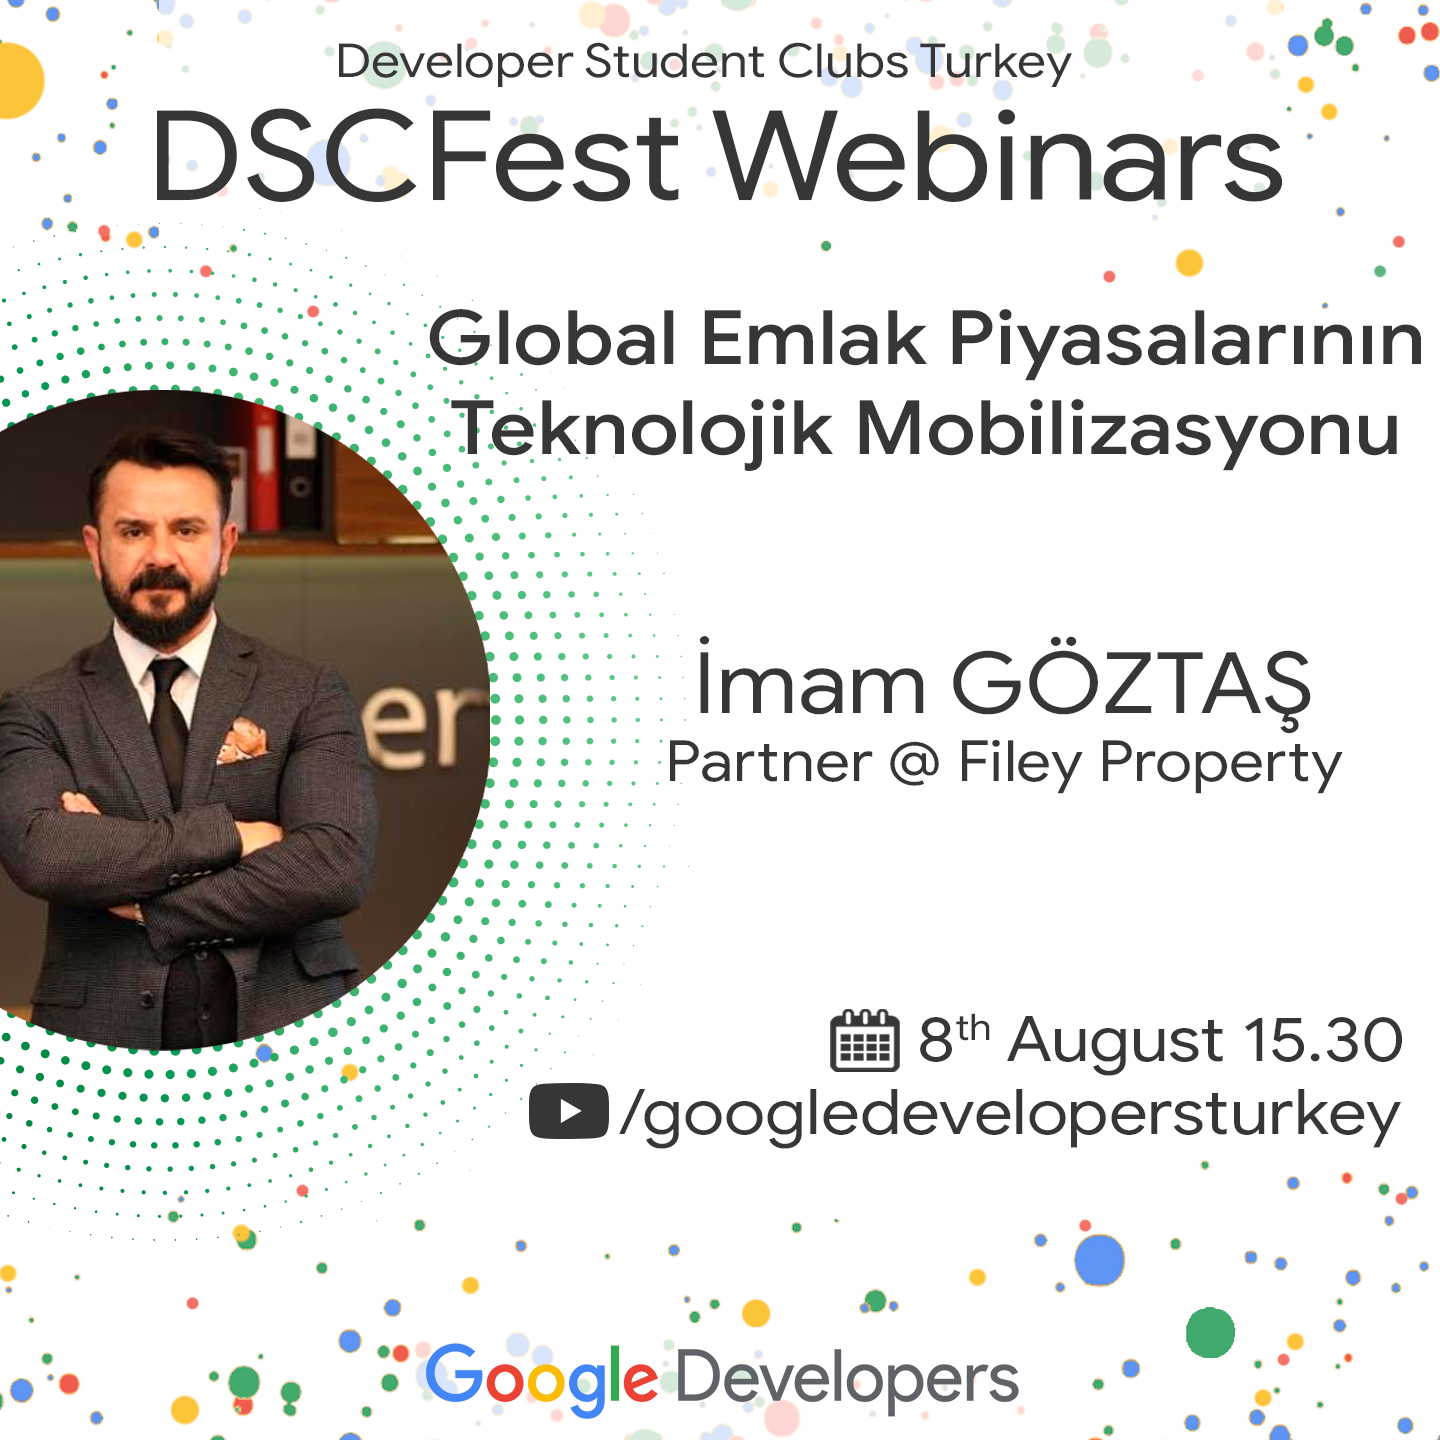 Developer Student Clubs Turkey
DSCFest Webinars
Global Emlak Piyasalarının
Teknolojik Mobilizasyonu
er
İmam GÖZTAŞ
Partner @ Filey Property
8th August 15.30
/googledevelopersturkey
Google Developers